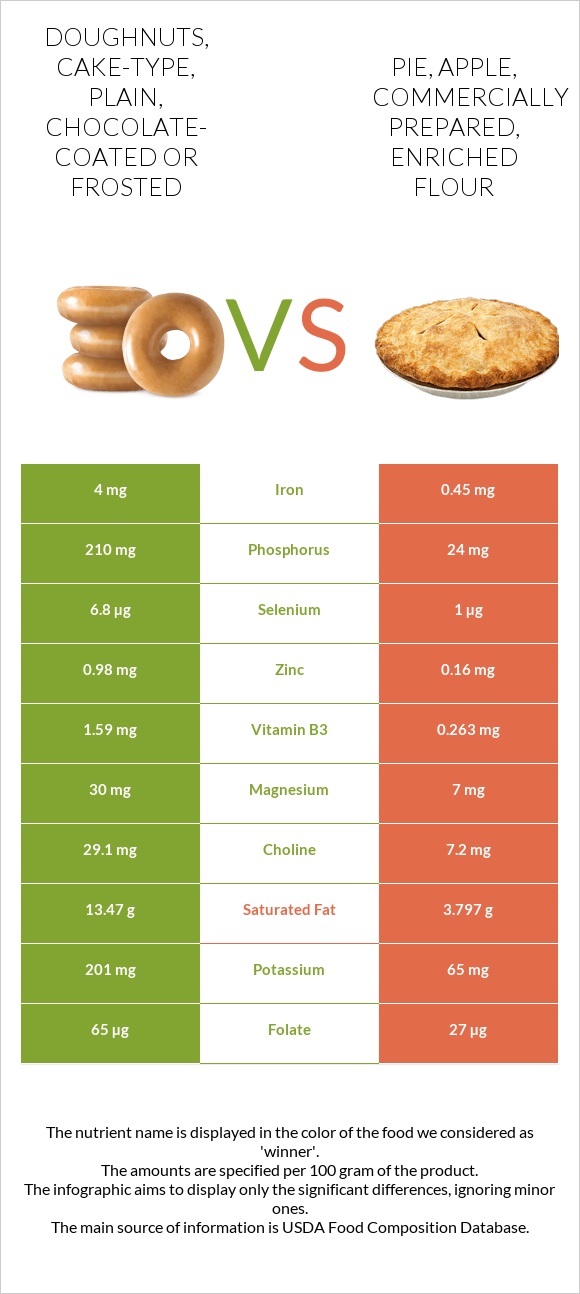 DOUGHNUTS,
CAKE-TYPE,
PLAIN,
CHOCOLATE-
COATED OR
FROSTED
PIE, APPLE,
COMMERCIALLY
PREPARED,
ENRICHED
FLOUR
VS
4 mg Iron 0.45 mg
210 mg Phosphorus 24 mg
6.8 µg Selenium 1 µg
0.98 mg Zinc 0.16 mg
1.59 mg Vitamin B3 0.263 mg
30 mg Magnesium 7 mg
29.1 mg Choline 7.2 mg
13.47 g Saturated Fat 3.797 g
201 mg Potassium 65 mg
65 µg Folate 27 µg
The nutrient name is displayed in the color of the food we considered as
'winner'.
The amounts are specified per 100 gram of the product.
The infographic aims to display only the significant differences, ignoring minor
ones.
The main source of information is USDA Food Composition Database.